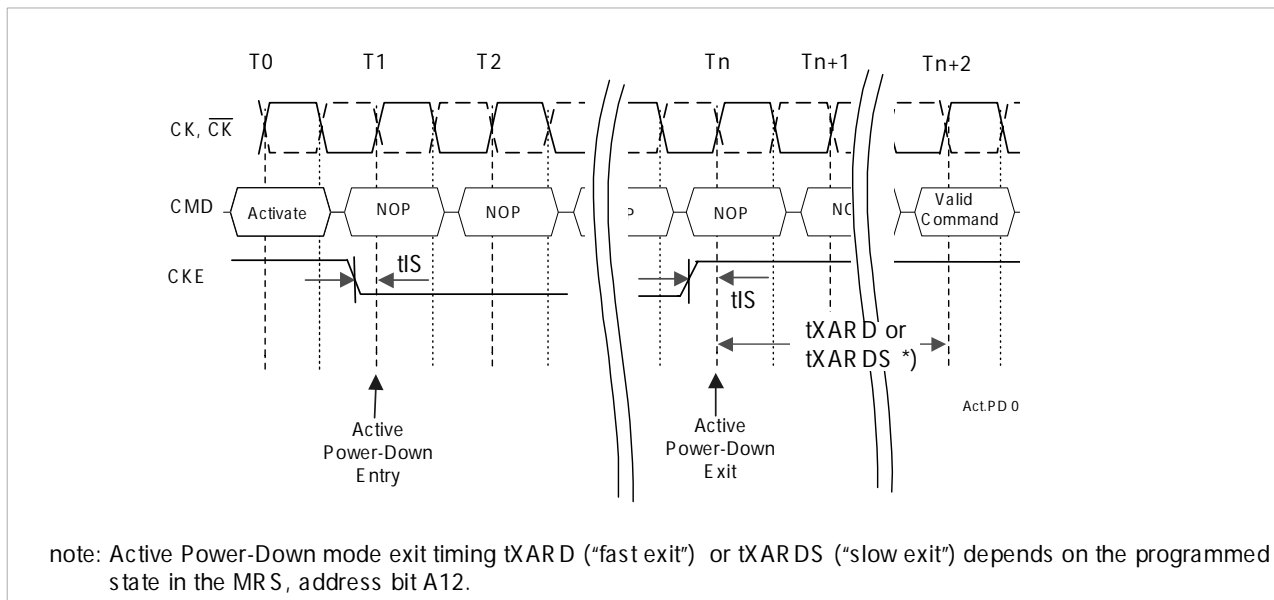 T0 T1 T2 Tn Tn+1 Tn+2
CK, CK
CMD Activate NOP NOP P NOP NO Valid Command
CKE tIS tIS
tXARD or
tXARDS *)
Act.PD 0
Active
Power-Down
Entry
Active
Power-Down
Exit
note: Active Power-Down mode exit timing tXARD (“fast exit”) or tXARDS (“slow exit”) depends on the programmed
state in the MRS, address bit A12.